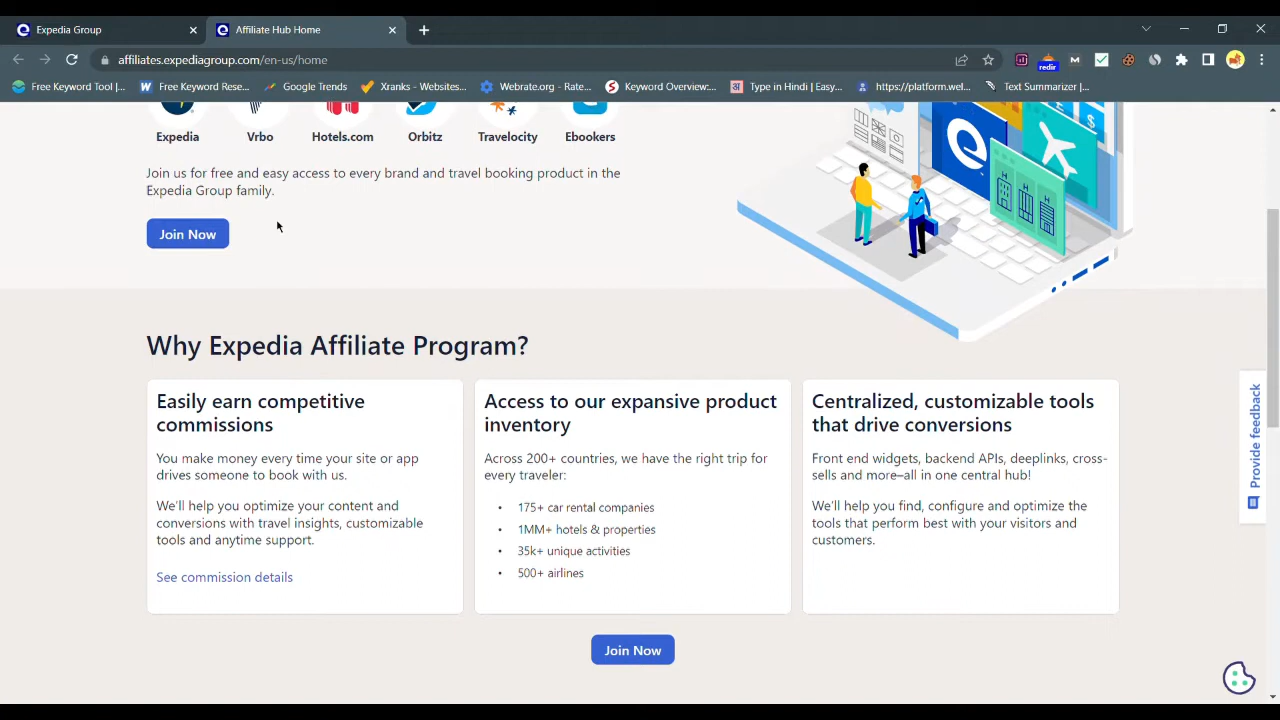 Expedia Group
Affiliate Hub Home
affiliates.expediagroup.com/en-us/home
redir
Free Keyword Tool |...
Free Keyword Rese...
Google Trends
Xranks - Websites...
Webrate.org - Rate...
Keyword Overview:...
Type in Hindi | Easy...
https://platform.wel...
Text Summarizer |...
Expedia
Vrbo
Hotels.com
Orbitz
Travelocity
Ebookers
Join us for free and easy access to every brand and travel booking product in the
Expedia Group family.
Join Now
Why Expedia Affiliate Program?
Easily earn competitive
commissions
You make money every time your site or app
drives someone to book with us.
We'll help you optimize your content and
conversions with travel insights, customizable
tools and anytime support.
See commission details
Access to our expansive product
inventory
Across 200+ countries, we have the right trip for
every traveler:
• 175+ car rental companies
• 1MM+ hotels & properties
• 35k+ unique activities
• 500+ airlines
Centralized, customizable tools
that drive conversions
Front end widgets, backend APIs, deeplinks, cross-
sells and more–all in one central hub!
We'll help you find, configure and optimize the
tools that perform best with your visitors and
customers.
Join Now
Provide feedback